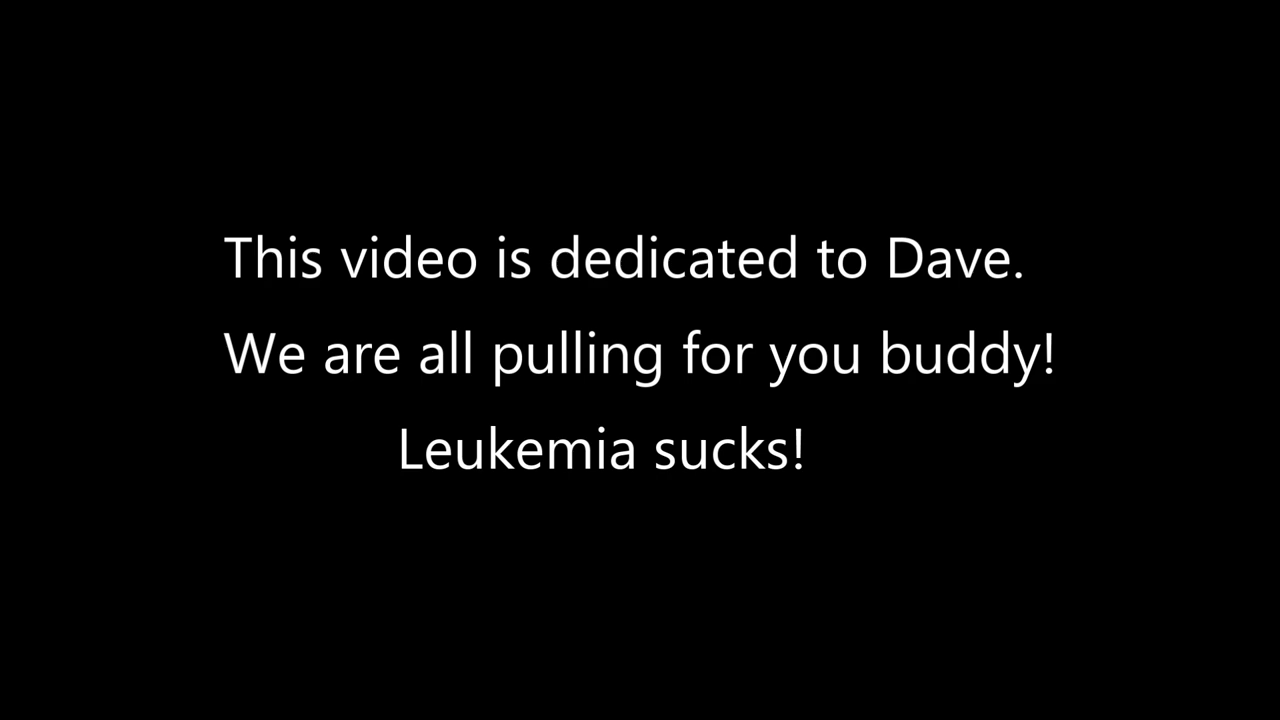 This video is dedicated to Dave.
We are all pulling for you buddy!
Leukemia sucks!